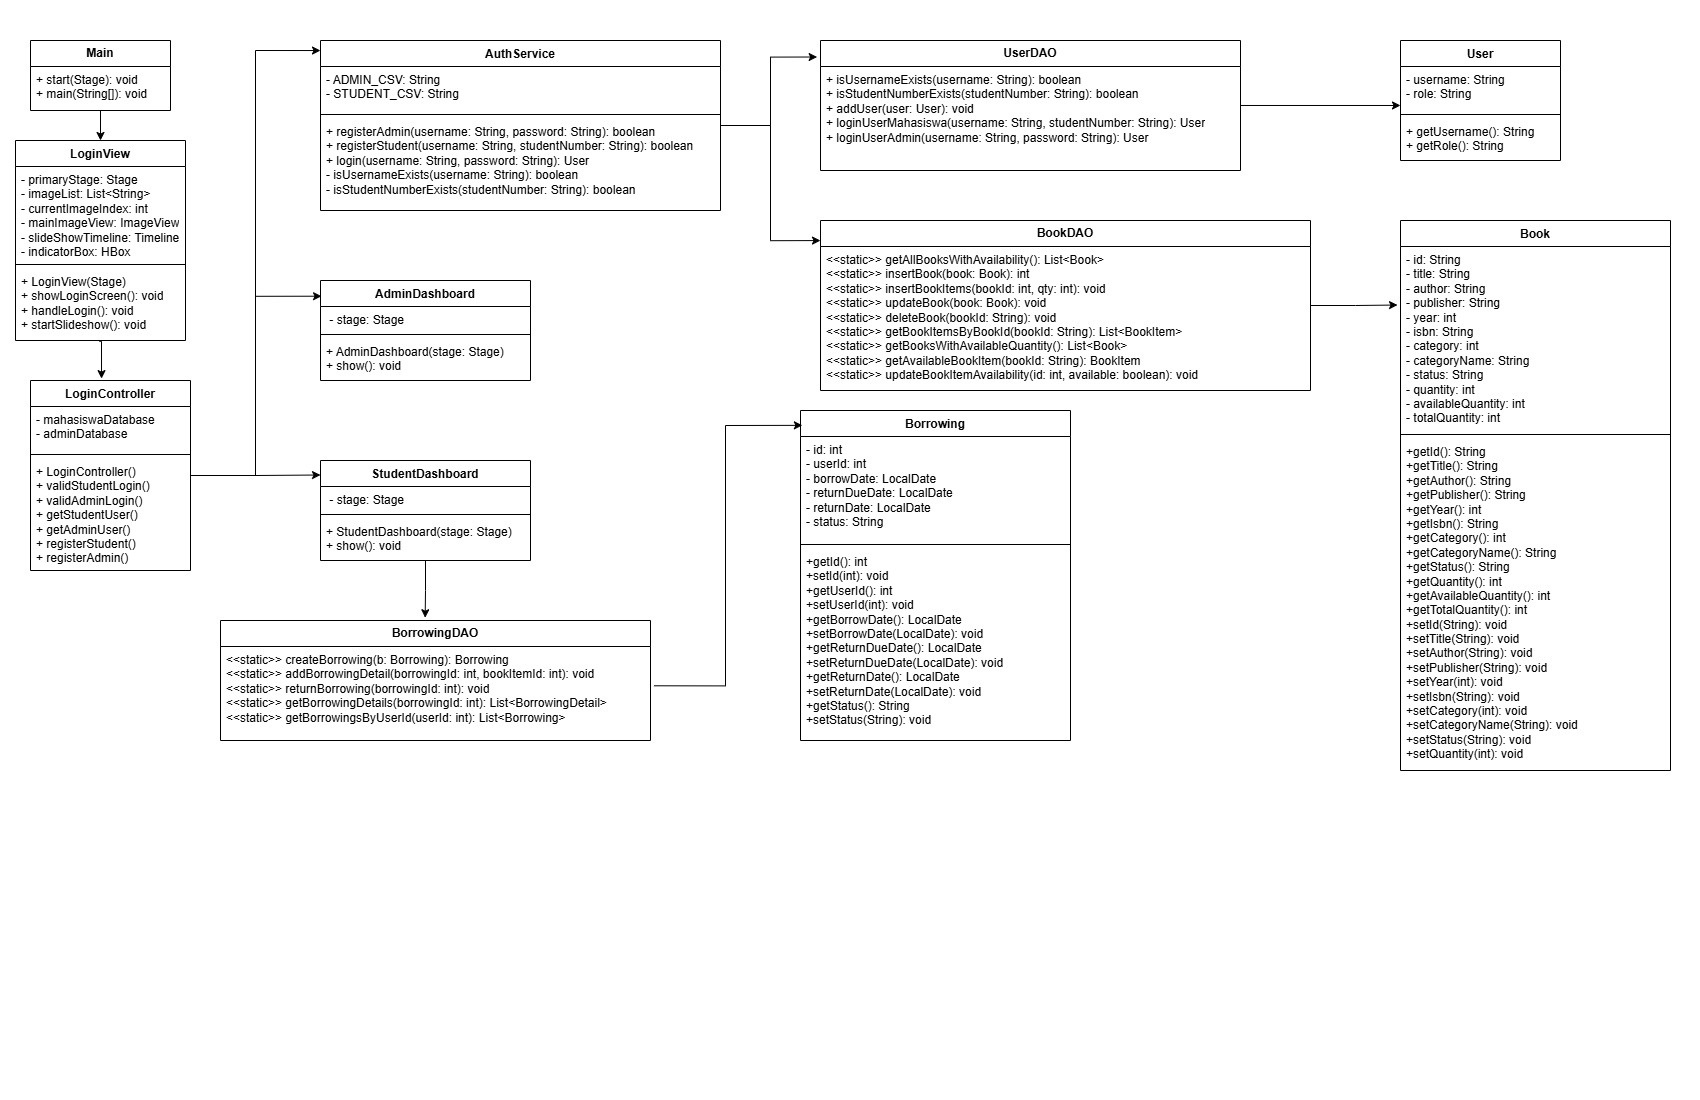 Main
+ start(Stage): void
+ main(String[]): void
LoginView
- primaryStage: Stage
- imageList: List<String>
- currentImageIndex: int
- mainImageView: ImageView
- slideShowTimeline: Timeline
- indicatorBox: HBox
+ LoginView(Stage)
+ showLoginScreen(): void
+ handleLogin(): void
+ startSlideshow(): void
LoginController
- mahasiswaDatabase
- adminDatabase
+ LoginController()
+ validStudentLogin()
+ validAdminLogin()
+ getStudentUser()
+ getAdminUser()
+ registerStudent()
+ registerAdmin()
AuthService
- ADMIN_CSV: String
- STUDENT_CSV: String
+ registerAdmin(username: String, password: String): boolean
+ registerStudent(username: String, studentNumber: String): boolean
+ login(username: String, password: String): User
- isUsernameExists(username: String): boolean
- isStudentNumberExists(studentNumber: String): boolean
AdminDashboard
- stage: Stage
+ AdminDashboard(stage: Stage)
+ show(): void
StudentDashboard
- stage: Stage
+ StudentDashboard(stage: Stage)
+ show(): void
BorrowingDAO
<<static>> createBorrowing(b: Borrowing): Borrowing
<<static>> addBorrowingDetail(borrowingId: int, bookItemId: int): void
<<static>> returnBorrowing(borrowingId: int): void
<<static>> getBorrowingDetails(borrowingId: int): List<BorrowingDetail>
<<static>> getBorrowingsByUserId(userId: int): List<Borrowing>
UserDAO
+ isUsernameExists(username: String): boolean
+ isStudentNumberExists(studentNumber: String): boolean
+ addUser(user: User): void
+ loginUserMahasiswa(username: String, studentNumber: String): User
+ loginUserAdmin(username: String, password: String): User
BookDAO
<<static>> getAllBooksWithAvailability(): List<Book>
<<static>> insertBook(book: Book): int
<<static>> insertBookItems(bookId: int, qty: int): void
<<static>> updateBook(book: Book): void
<<static>> deleteBook(bookId: String): void
<<static>> getBookItemsByBookId(bookId: String): List<BookItem>
<<static>> getBooksWithAvailableQuantity(): List<Book>
<<static>> getAvailableBookItem(bookId: String): BookItem
<<static>> updateBookItemAvailability(id: int, available: boolean): void
Borrowing
- id: int
- userId: int
- borrowDate: LocalDate
- returnDueDate: LocalDate
- returnDate: LocalDate
- status: String
+getId(): int
+setId(int): void
+getUserId(): int
+setUserId(int): void
+getBorrowDate(): LocalDate
+setBorrowDate(LocalDate): void
+getReturnDueDate(): LocalDate
+setReturnDueDate(LocalDate): void
+getReturnDate(): LocalDate
+setReturnDate(LocalDate): void
+getStatus(): String
+setStatus(String): void
User
- username: String
- role: String
+ getUsername(): String
+ getRole(): String
Book
- id: String
- title: String
- author: String
- publisher: String
- year: int
- isbn: String
- category: int
- categoryName: String
- status: String
- quantity: int
- availableQuantity: int
- totalQuantity: int
+getId(): String
+getTitle(): String
+getAuthor(): String
+getPublisher(): String
+getYear(): int
+getIsbn(): String
+getCategory(): int
+getCategoryName(): String
+getStatus(): String
+getQuantity(): int
+getAvailableQuantity(): int
+getTotalQuantity(): int
+setId(String): void
+setTitle(String): void
+setAuthor(String): void
+setPublisher(String): void
+setYear(int): void
+setIsbn(String): void
+setCategory(int): void
+setCategoryName(String): void
+setStatus(String): void
+setQuantity(int): void